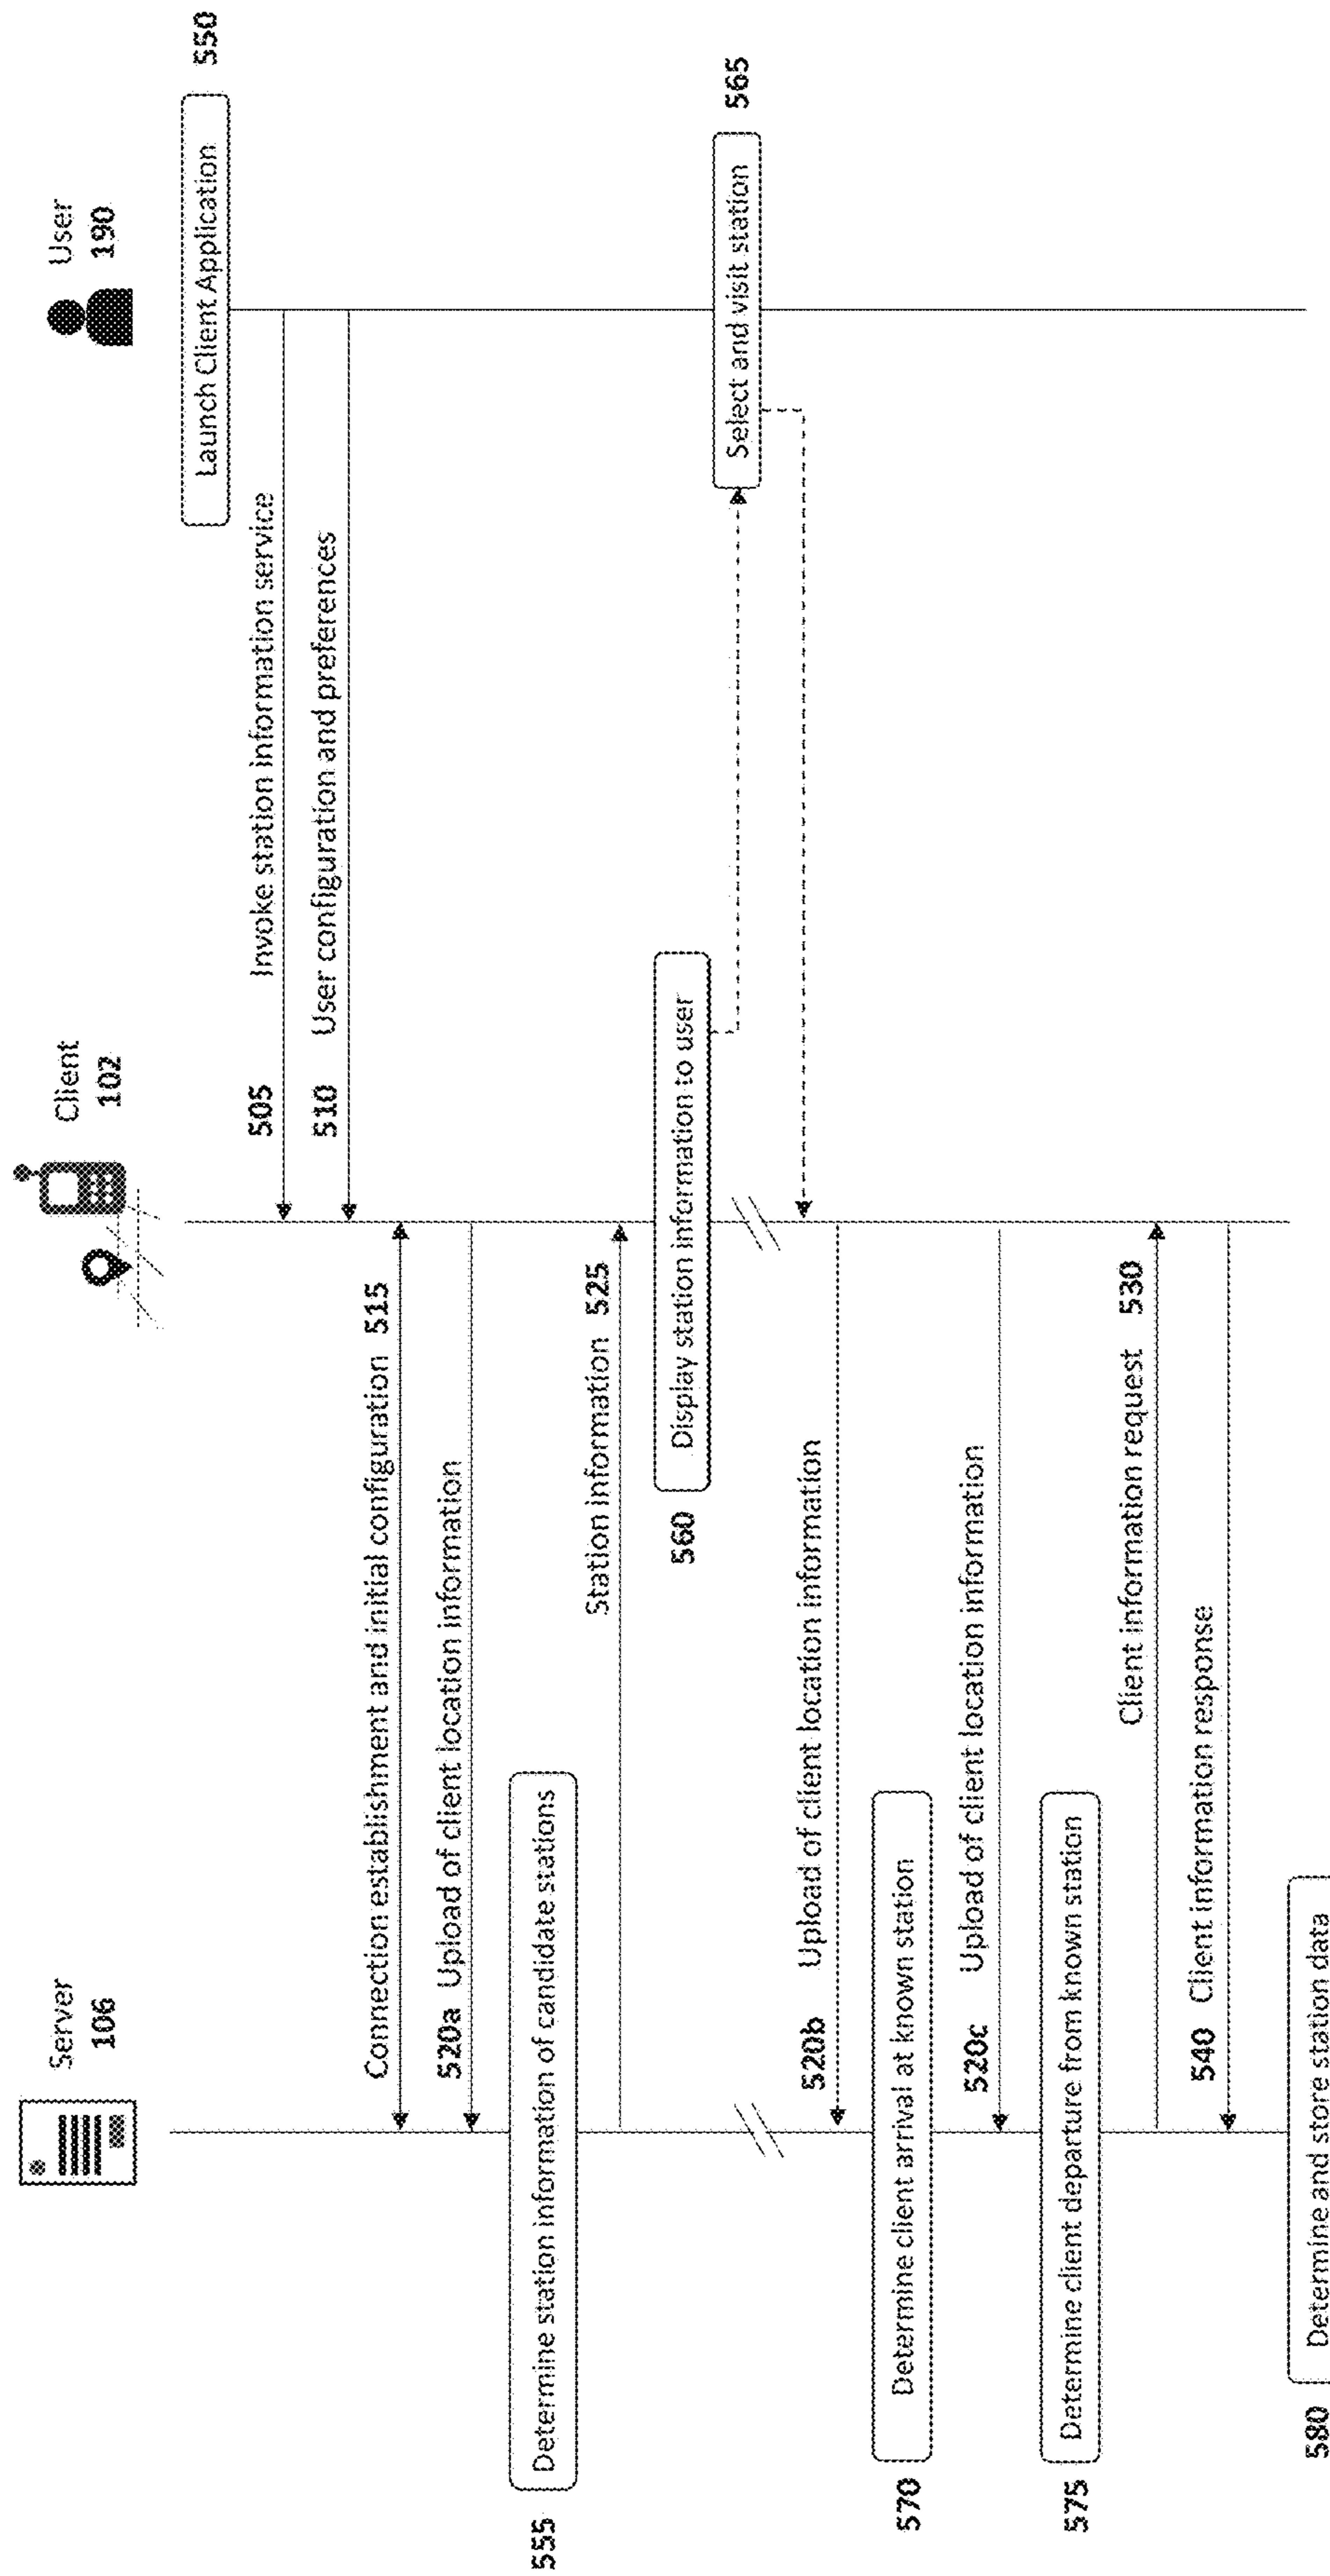 Server
106
Client
102
User
190
Launch Client Application
550
505
Invoke station information service
510
User configuration and preferences
Connection establishment and initial configuration
515
520a
Upload of client location information
555
Determine station information of candidate stations
Station information
525
560
Display station information to user
Select and visit station
565
520b
Upload of client location information
570
Determine client arrival at known station
520c
Upload of client location information
575
Determine client departure from known station
Client information request
530
540
Client information response
580
Determine and store station data